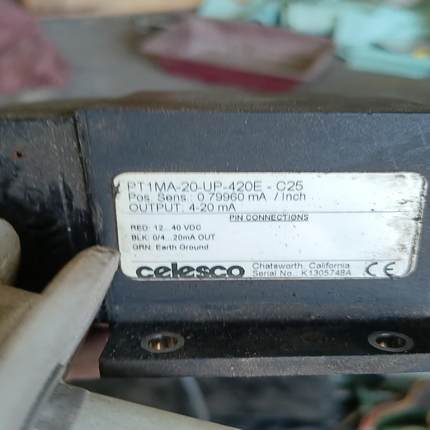 PT1MA-20-UP-420E - C25
Pos. Sens.: 0.79960 mA / Inch
OUTPUT: 4-20 mA
PIN CONNECTIONS
RED: 12...40 VDC
BLK: 0/4...20mA OUT
GRN: Earth Ground
celesco
Chatsworth, California
Serial No.: K1305748A
CE